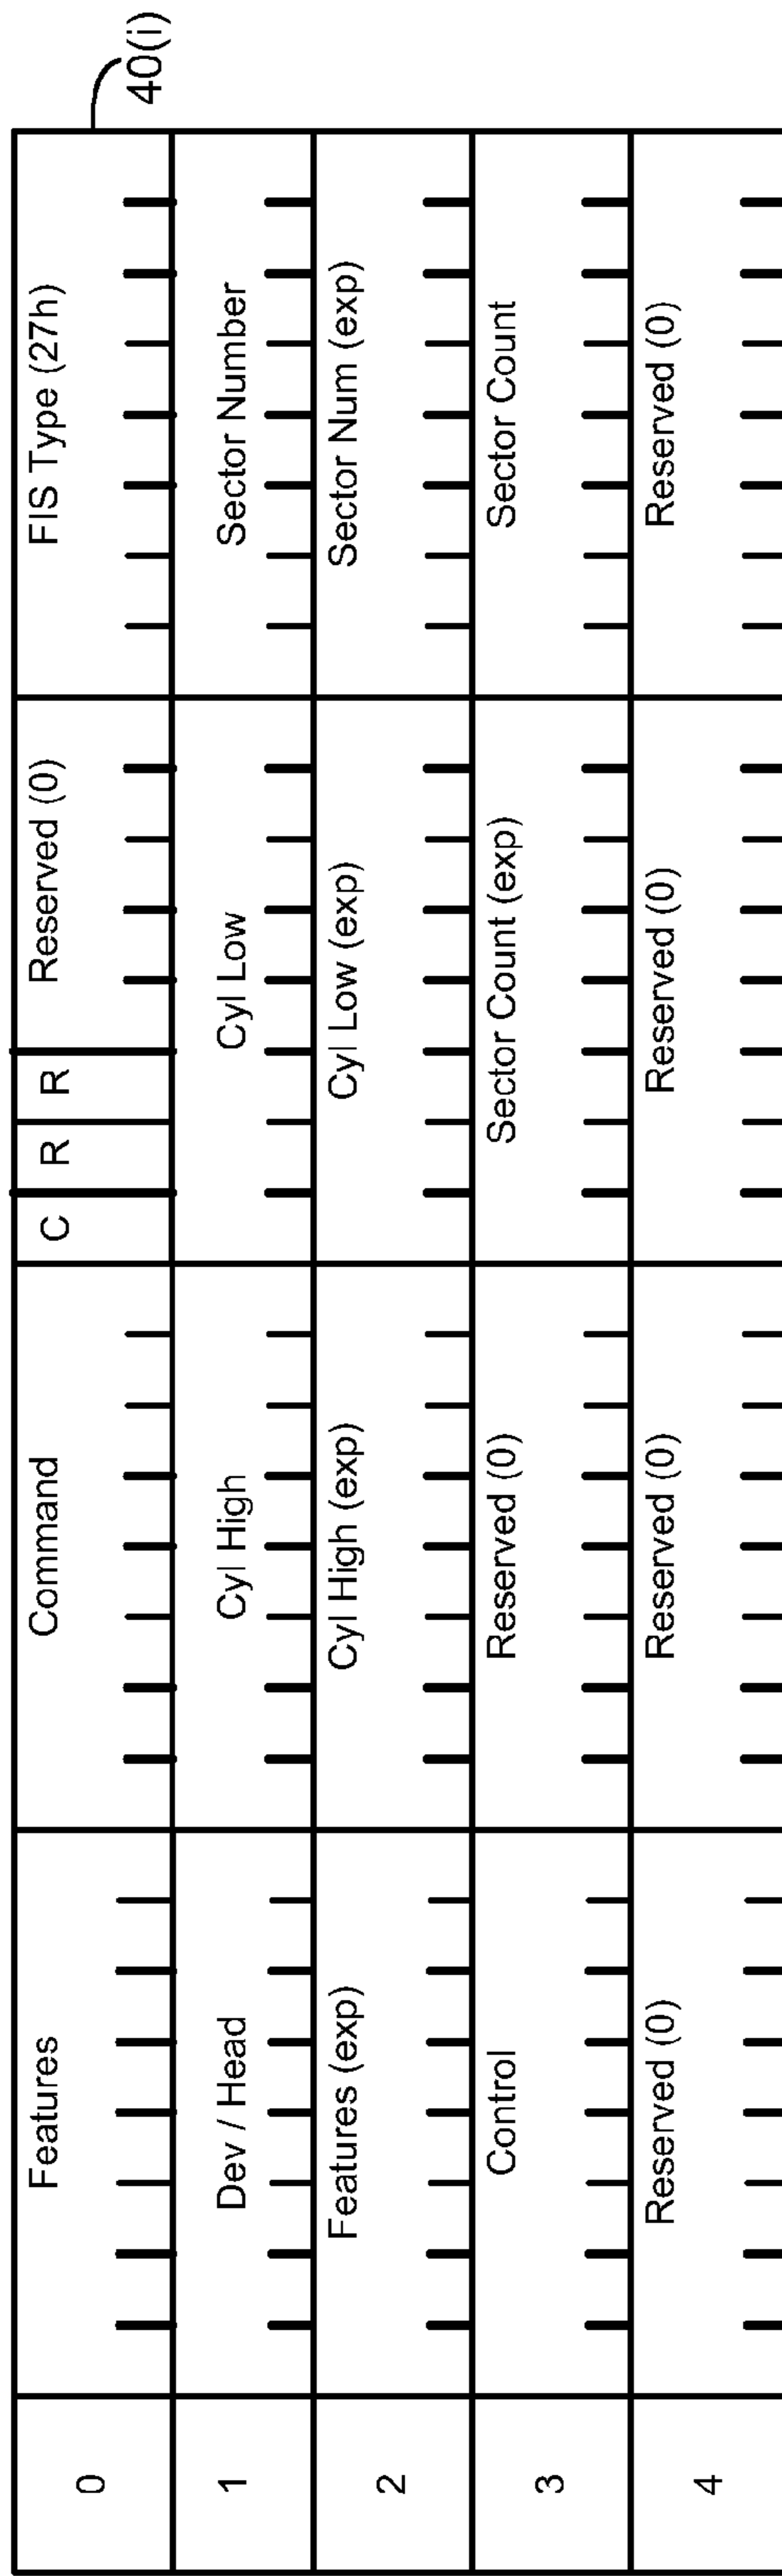 0 Features Command C R R Reserved (0) FIS Type (27h)
40(i)
1 Dev / Head Cyl High Cyl Low Sector Number
2 Features (exp) Cyl High (exp) Cyl Low (exp) Sector Num (exp)
3 Control Reserved (0) Sector Count (exp) Sector Count
4 Reserved (0) Reserved (0) Reserved (0) Reserved (0)